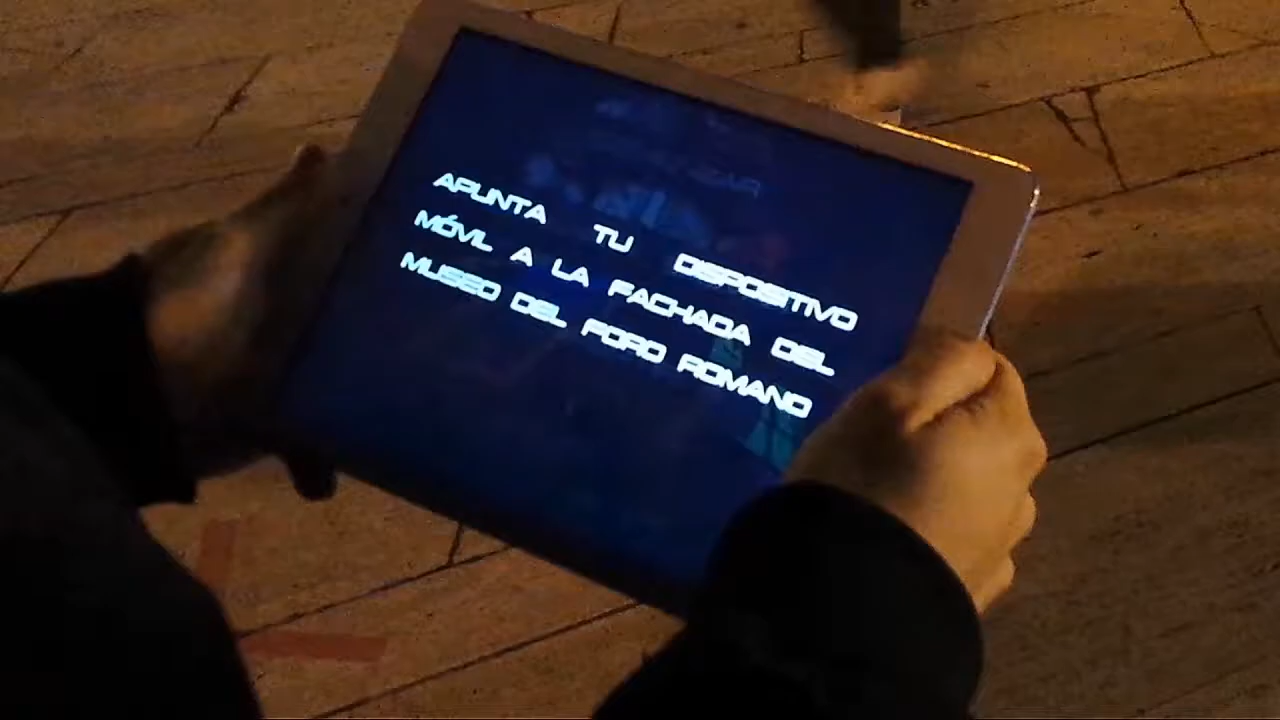 APUNTA TU DISPOSITIVO
MÓVIL A LA FACHADA DEL
MUSEO DEL FORO ROMANO